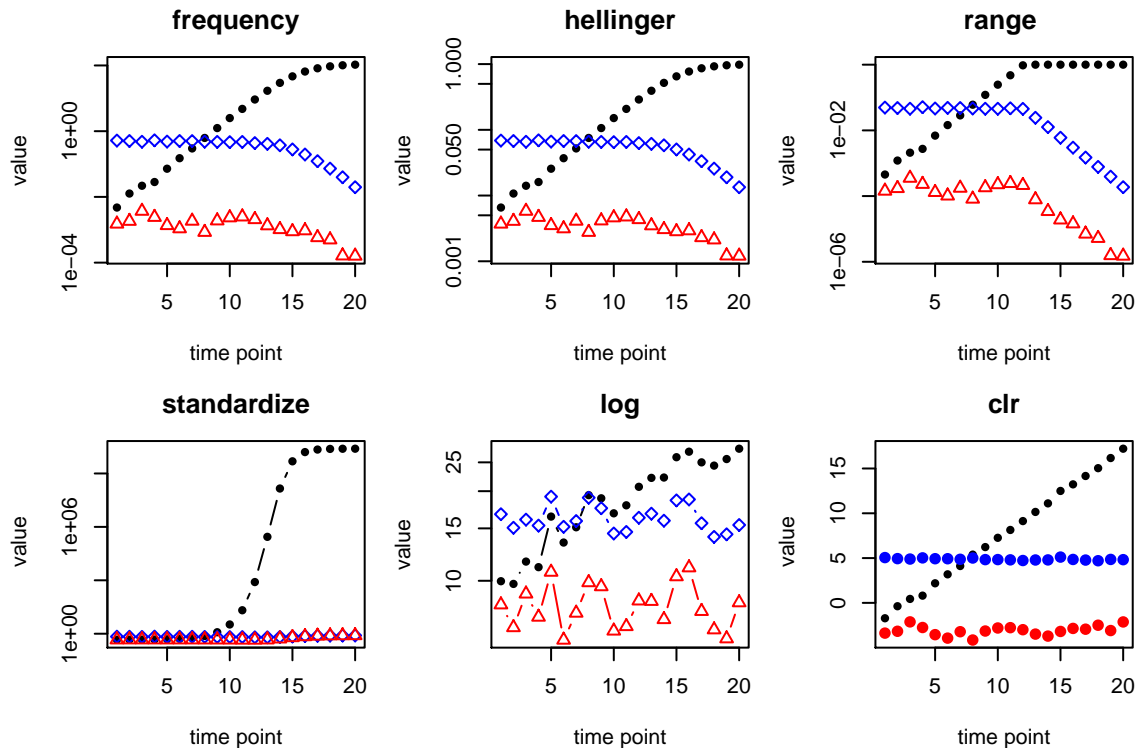 frequency
value
1e-04
1e+00
5
10
15
20
time point
hellinger
value
0.001
0.050
1.000
5
10
15
20
time point
range
value
1e-06
1e-02
5
10
15
20
time point
standardize
value
1e+00
1e+06
5
10
15
20
time point
log
value
10
15
25
5
10
15
20
time point
clr
value
0
5
10
15
5
10
15
20
time point